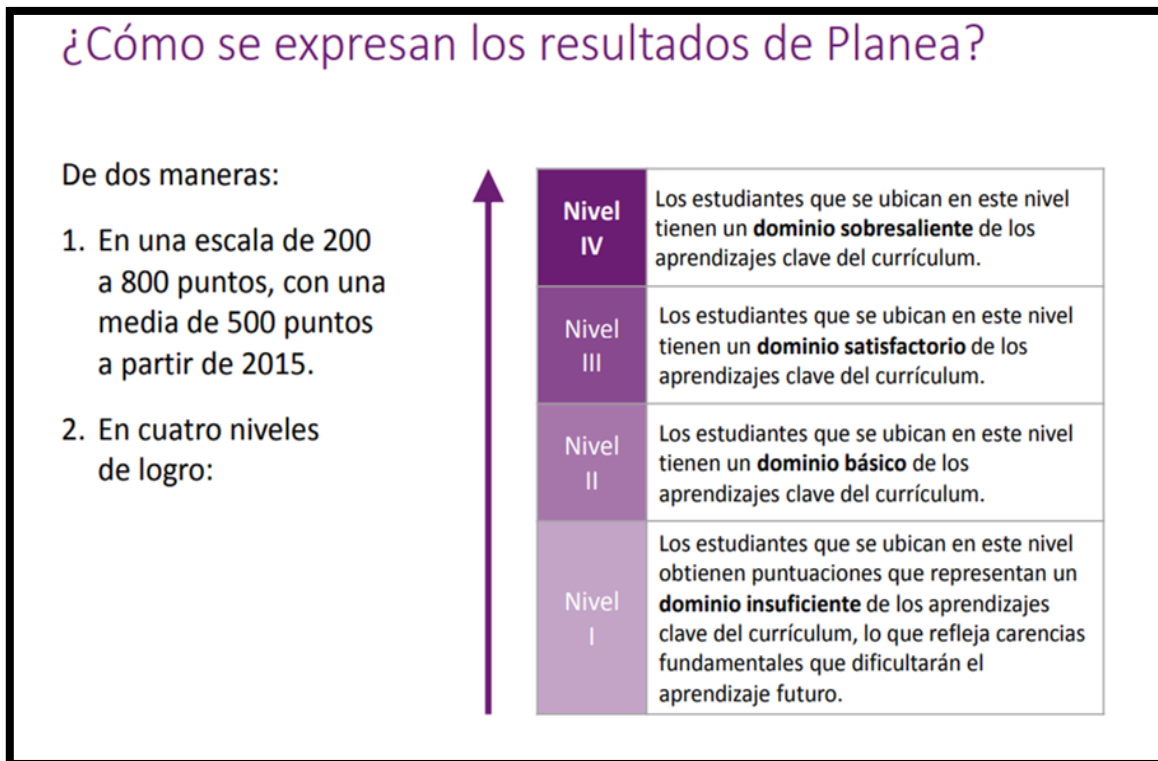 ¿Cómo se expresan los resultados de Planea?
De dos maneras:
1. En una escala de 200
a 800 puntos, con una
media de 500 puntos
a partir de 2015.
2. En cuatro niveles
de logro:
Nivel
IV
Los estudiantes que se ubican en este nivel
tienen un dominio sobresaliente de los
aprendizajes clave del currículum.
Nivel
III
Los estudiantes que se ubican en este nivel
tienen un dominio satisfactorio de los
aprendizajes clave del currículum.
Nivel
II
Los estudiantes que se ubican en este nivel
tienen un dominio básico de los
aprendizajes clave del currículum.
Nivel
I
Los estudiantes que se ubican en este nivel
obtienen puntuaciones que representan un
dominio insuficiente de los aprendizajes
clave del currículum, lo que refleja carencias
fundamentales que dificultarán el
aprendizaje futuro.